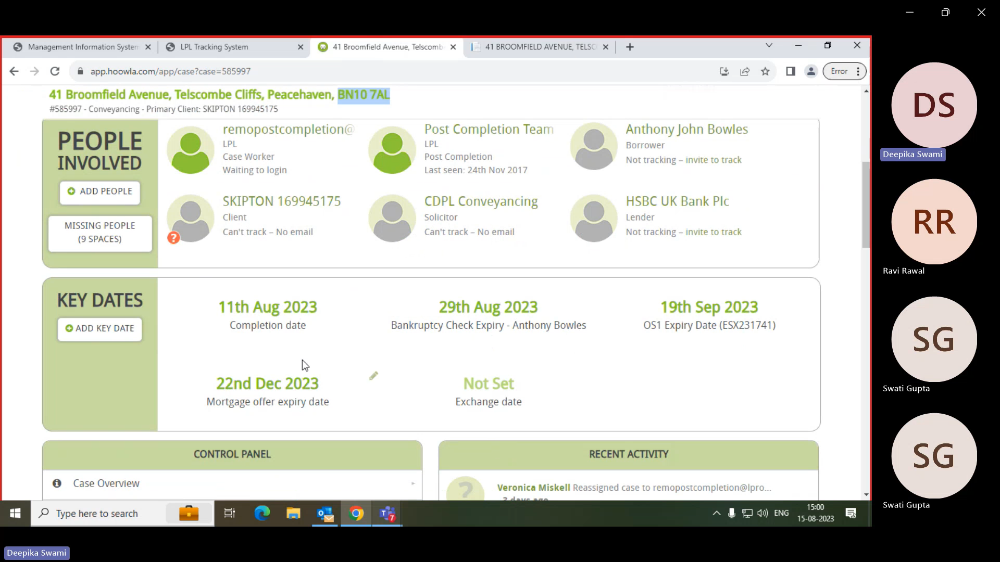 Management Information System
LPL Tracking System
41 Broomfield Avenue, Telscombe
41 BROOMFIELD AVENUE, TELSC
app.hoowla.com/app/case?case=585997
Error
41 Broomfield Avenue, Telscombe Cliffs, Peacehaven, BN10 7AL
#585997 - Conveyancing - Primary Client: SKIPTON 169945175
PEOPLE
INVOLVED
ADD PEOPLE
MISSING PEOPLE
(9 SPACES)
remopostcompletion@
LPL
Case Worker
Waiting to login
Post Completion Team
LPL
Post Completion
Last seen: 24th Nov 2017
Anthony John Bowles
Borrower
Not tracking – invite to track
SKIPTON 169945175
Client
Can't track – No email
?
CDPL Conveyancing
Solicitor
Can't track – No email
HSBC UK Bank Plc
Lender
Not tracking – invite to track
KEY DATES
ADD KEY DATE
11th Aug 2023
Completion date
29th Aug 2023
Bankruptcy Check Expiry - Anthony Bowles
19th Sep 2023
OS1 Expiry Date (ESX231741)
22nd Dec 2023
Mortgage offer expiry date
Not Set
Exchange date
CONTROL PANEL
Case Overview
RECENT ACTIVITY
?
Veronica Miskell Reassigned case to remopostcompletion@lpro...
3 days ago
Type here to search
7
ENG
15:00
15-08-2023
DS
Deepika Swami
RR
Ravi Rawal
SG
Swati Gupta
SG
Swati Gupta
Deepika Swami